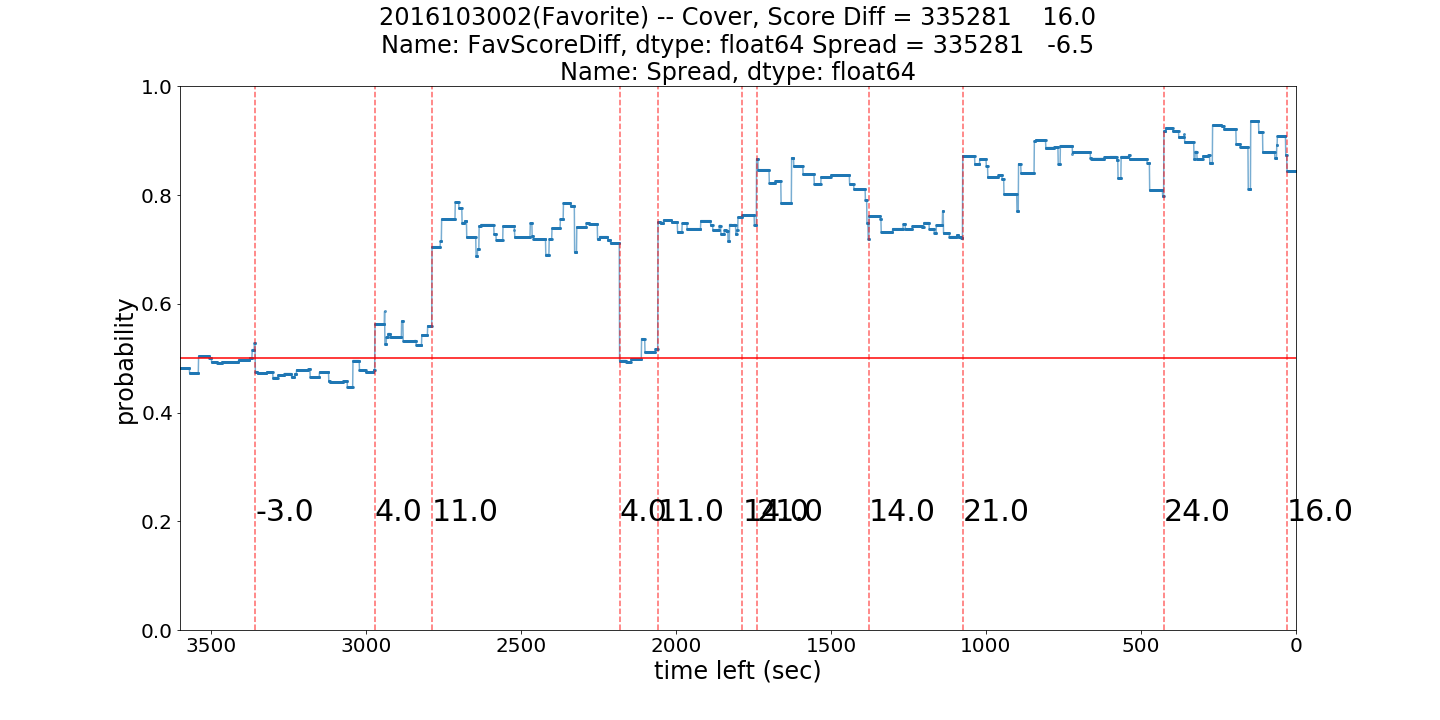 2016103002(Favorite) -- Cover, Score Diff = 335281    16.0
Name: FavScoreDiff, dtype: float64 Spread = 335281   -6.5
Name: Spread, dtype: float64
probability
1.0
0.8
0.6
0.4
0.2
0.0
-3.0 4.0 11.0 4.0 11.0 14.0 21.0 14.0 21.0 24.0 16.0
3500 3000 2500 2000 1500 1000 500 0
time left (sec)